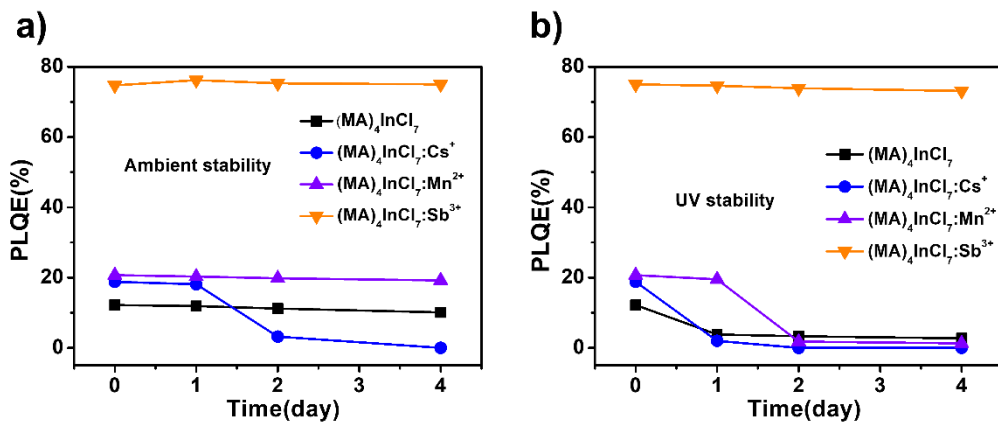 a)
80
60
40
20
0
PLQE(%)
(MA)₄InCl₇
(MA)₄InCl₇:Cs⁺
(MA)₄InCl₇:Mn²⁺
(MA)₄InCl₇:Sb³⁺
Ambient stability
0 1 2 3 4
Time(day)
b)
80
60
40
20
0
PLQE(%)
(MA)₄InCl₇
(MA)₄InCl₇:Cs⁺
(MA)₄InCl₇:Mn²⁺
(MA)₄InCl₇:Sb³⁺
UV stability
0 1 2 3 4
Time(day)